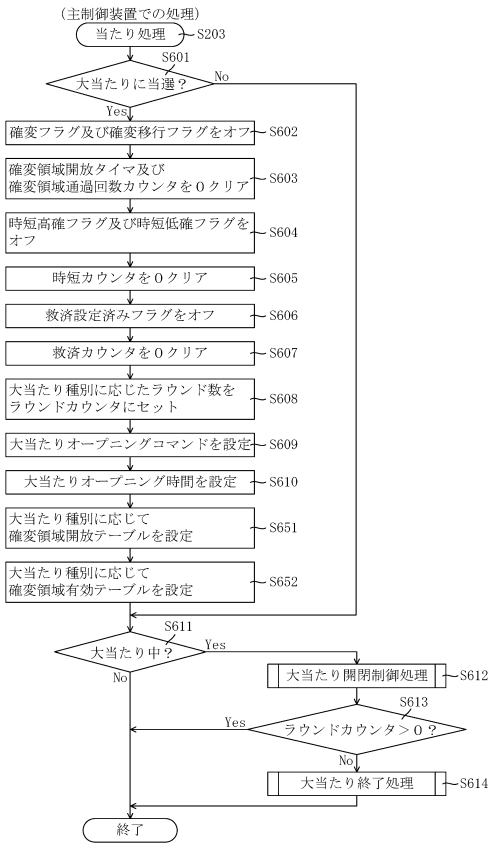 (主制御装置での処理)
当たり処理
S203
S601
大当たりに当選？
No
Yes
確変フラグ及び確変移行フラグをオフ
S602
確変領域開放タイマ及び
確変領域通過回数カウンタを０クリア
S603
時短高確フラグ及び時短低確フラグを
オフ
S604
時短カウンタを０クリア
S605
救済設定済みフラグをオフ
S606
救済カウンタを０クリア
S607
大当たり種別に応じたラウンド数を
ラウンドカウンタにセット
S608
大当たりオープニングコマンドを設定
S609
大当たりオープニング時間を設定
S610
大当たり種別に応じて
確変領域開放テーブルを設定
S651
大当たり種別に応じて
確変領域有効テーブルを設定
S652
S611
大当たり中？
Yes
No
大当たり開閉制御処理
S612
S613
ラウンドカウンタ＞０？
Yes
No
大当たり終了処理
S614
終了